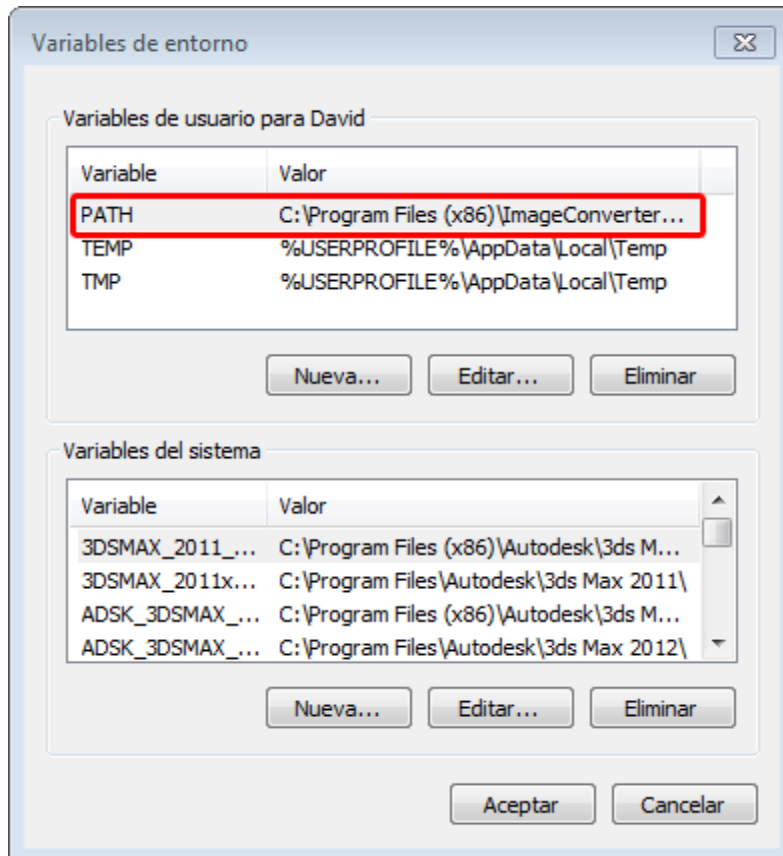 Variables de entorno
Variables de usuario para David
Variable Valor
PATH C:\Program Files (x86)\ImageConverter...
TEMP %USERPROFILE%\AppData\Local\Temp
TMP %USERPROFILE%\AppData\Local\Temp
Nueva... Editar... Eliminar
Variables del sistema
Variable Valor
3DSMAX_2011_... C:\Program Files (x86)\Autodesk\3ds M...
3DSMAX_2011x... C:\Program Files\Autodesk\3ds Max 2011\
ADSK_3DSMAX_... C:\Program Files (x86)\Autodesk\3ds M...
ADSK_3DSMAX_... C:\Program Files\Autodesk\3ds Max 2012\
Nueva... Editar... Eliminar
Aceptar Cancelar